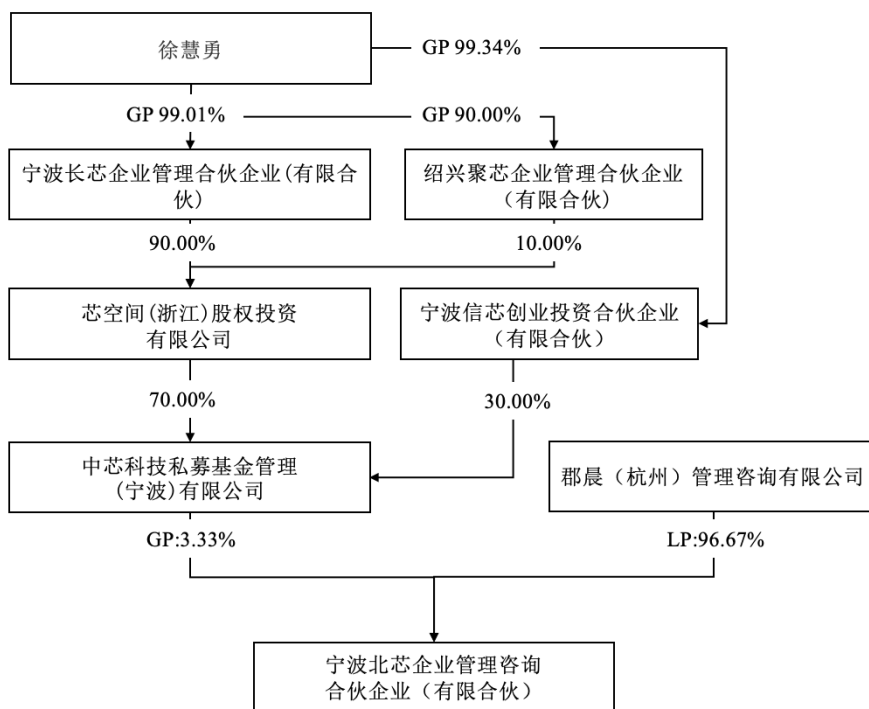 徐慧勇
GP 99.34%
GP 99.01%
GP 90.00%
宁波长芯企业管理合伙企业(有限合
伙)
绍兴聚芯企业管理合伙企业
（有限合伙)
90.00%
10.00%
芯空间(浙江)股权投资
有限公司
宁波信芯创业投资合伙企业
（有限合伙）
70.00%
30.00%
中芯科技私募基金管理
(宁波)有限公司
郡晨（杭州）管理咨询有限公司
GP:3.33%
LP:96.67%
宁波北芯企业管理咨询
合伙企业（有限合伙）